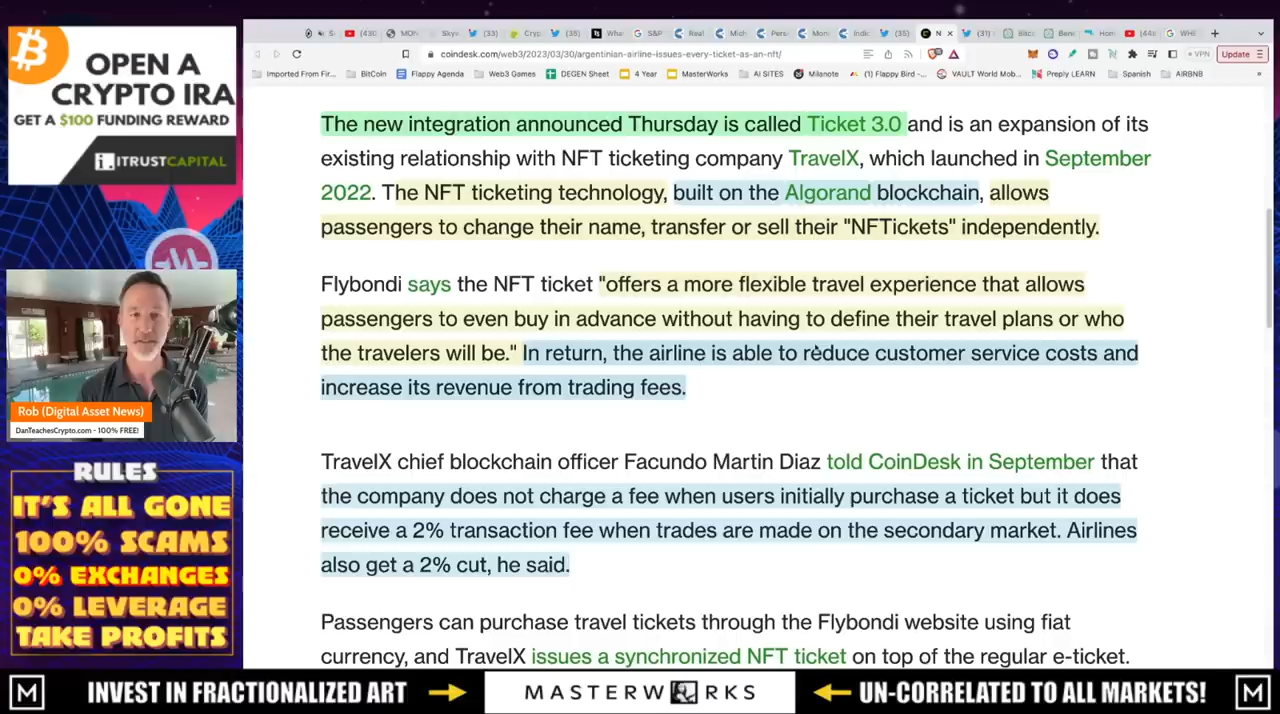 OPEN A
CRYPTO IRA
GET A $100 FUNDING REWARD
ITRUSTCAPITAL
Rob (Digital Asset News)
DanTeachesCrypto.com - 100% FREE!
RULES
IT'S ALL GONE
100% SCAMS
0% EXCHANGES
0% LEVERAGE
TAKE PROFITS
coindesk.com/web3/2023/03/30/argentinian-airline-issues-every-ticket-as-an-nft/
Update
Imported From Fir... BitCoin Flappy Agenda Web3 Games DEGEN Sheet 4 Year MasterWorks AI SITES Milanote (1) Flappy Bird -... VAULT World Mob... Preply LEARN Spanish AIRBNB
The new integration announced Thursday is called Ticket 3.0 and is an expansion of its
existing relationship with NFT ticketing company TravelX, which launched in September
2022. The NFT ticketing technology, built on the Algorand blockchain, allows
passengers to change their name, transfer or sell their "NFTickets" independently.
Flybondi says the NFT ticket "offers a more flexible travel experience that allows
passengers to even buy in advance without having to define their travel plans or who
the travelers will be." In return, the airline is able to reduce customer service costs and
increase its revenue from trading fees.
TravelX chief blockchain officer Facundo Martin Diaz told CoinDesk in September that
the company does not charge a fee when users initially purchase a ticket but it does
receive a 2% transaction fee when trades are made on the secondary market. Airlines
also get a 2% cut, he said.
Passengers can purchase travel tickets through the Flybondi website using fiat
currency, and TravelX issues a synchronized NFT ticket on top of the regular e-ticket.
M INVEST IN FRACTIONALIZED ART MASTERWORKS UN-CORRELATED TO ALL MARKETS! M